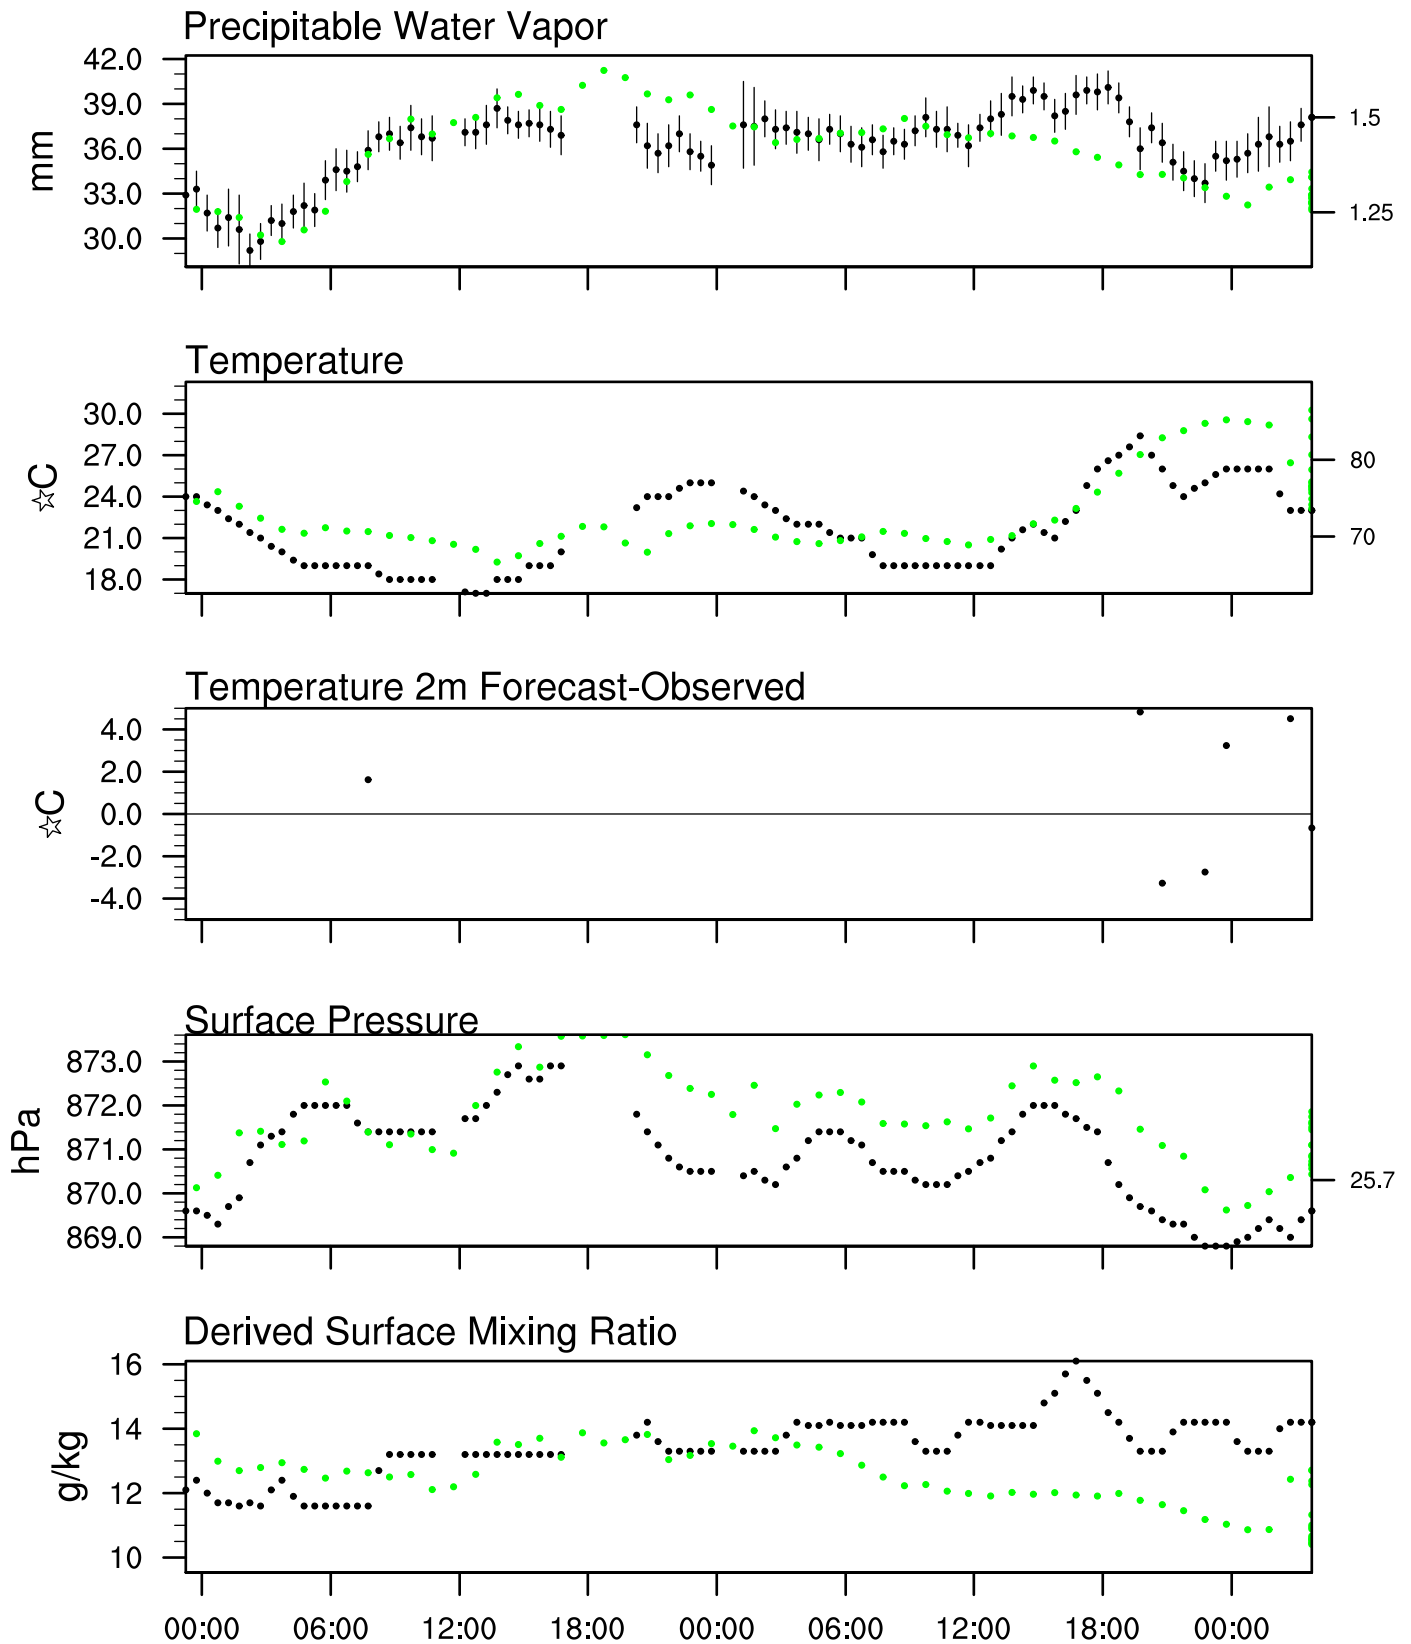 Precipitable Water Vapor
42.0
39.0
36.0
33.0
30.0
mm
1.5
1.25
Temperature
30.0
27.0
24.0
21.0
18.0
☆C
80
70
Temperature 2m Forecast-Observed
4.0
2.0
0.0
-2.0
-4.0
☆C
Surface Pressure
873.0
872.0
871.0
870.0
869.0
hPa
25.7
Derived Surface Mixing Ratio
16
14
12
10
g/kg
00:00 06:00 12:00 18:00 00:00 06:00 12:00 18:00 00:00